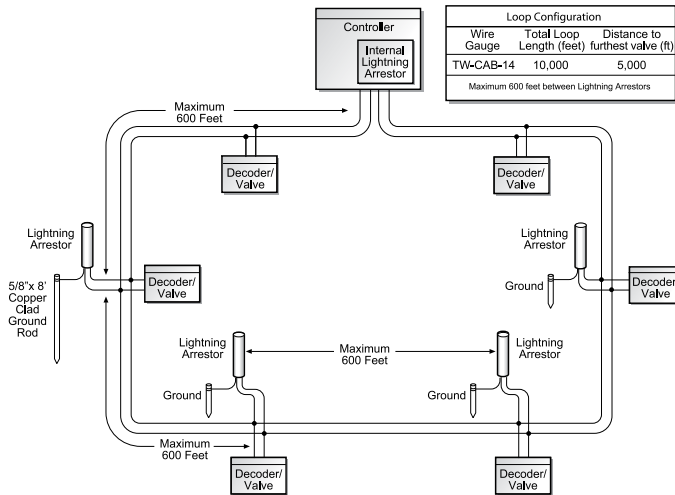 Controller
Internal
Lightning
Arrestor
Loop Configuration
Wire Gauge Total Loop Length (feet) Distance to furthest valve (ft)
TW-CAB-14 10,000 5,000
Maximum 600 feet between Lightning Arrestors
Maximum
600 Feet
Decoder/
Valve
Decoder/
Valve
Lightning
Arrestor
5/8"x 8'
Copper
Clad
Ground
Rod
Decoder/
Valve
Lightning
Arrestor
Ground
Decoder/
Valve
Lightning
Arrestor
Ground
Maximum
600 Feet
Lightning
Arrestor
Ground
Maximum
600 Feet
Decoder/
Valve
Decoder/
Valve